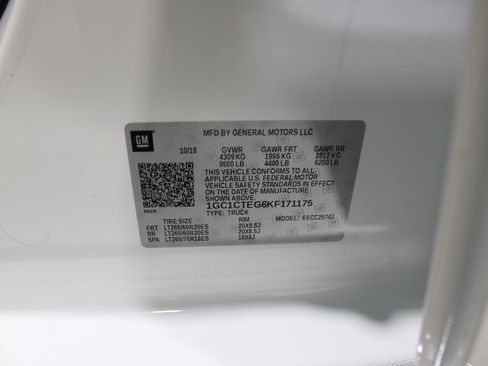 GM
MFD BY GENERAL MOTORS LLC
10/18 GVWR GAWR FRT GAWR RR
4309 KG 1996 KG 2812 KG
9500 LB 4400 LB 6200 LB
THIS VEHICLE CONFORMS TO ALL
APPLICABLE U.S. FEDERAL MOTOR
VEHICLE SAFETY STANDARDS IN EFFECT
ON THE DATE OF MANUFACTURE
SHOWN ABOVE.
1GC1CTEG6KF171175
TYPE: TRUCK MODEL:
TIRE SIZE RIM
FRT LT265/60R20ES 20X8.5J
RR LT265/60R20ES 20X8.5J
SPA LT265/70R18ES 18X8J